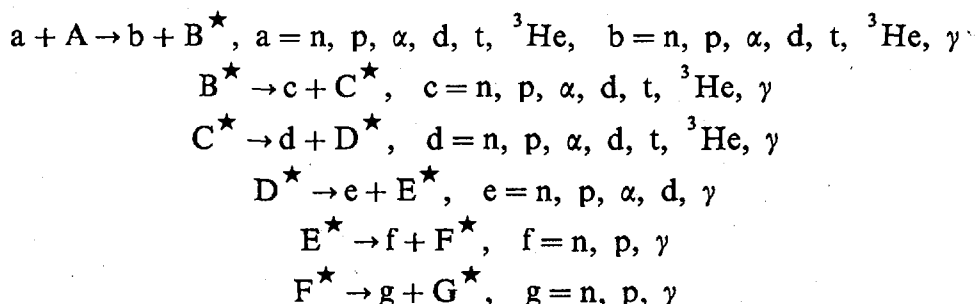 a + A → b + B★, a = n, p, α, d, t, ³He, b = n, p, α, d, t, ³He, γ
B★ → c + C★, c = n, p, α, d, t, ³He, γ
C★ → d + D★, d = n, p, α, d, t, ³He, γ
D★ → e + E★, e = n, p, α, d, γ
E★ → f + F★, f = n, p, γ
F★ → g + G★, g = n, p, γ